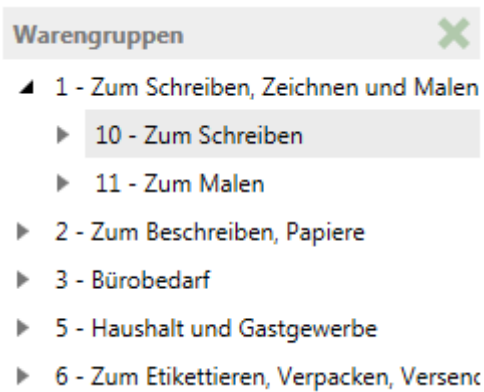 Warengruppen
1 - Zum Schreiben, Zeichnen und Malen
10 - Zum Schreiben
11 - Zum Malen
2 - Zum Beschreiben, Papiere
3 - Bürobedarf
5 - Haushalt und Gastgewerbe
6 - Zum Etikettieren, Verpacken,